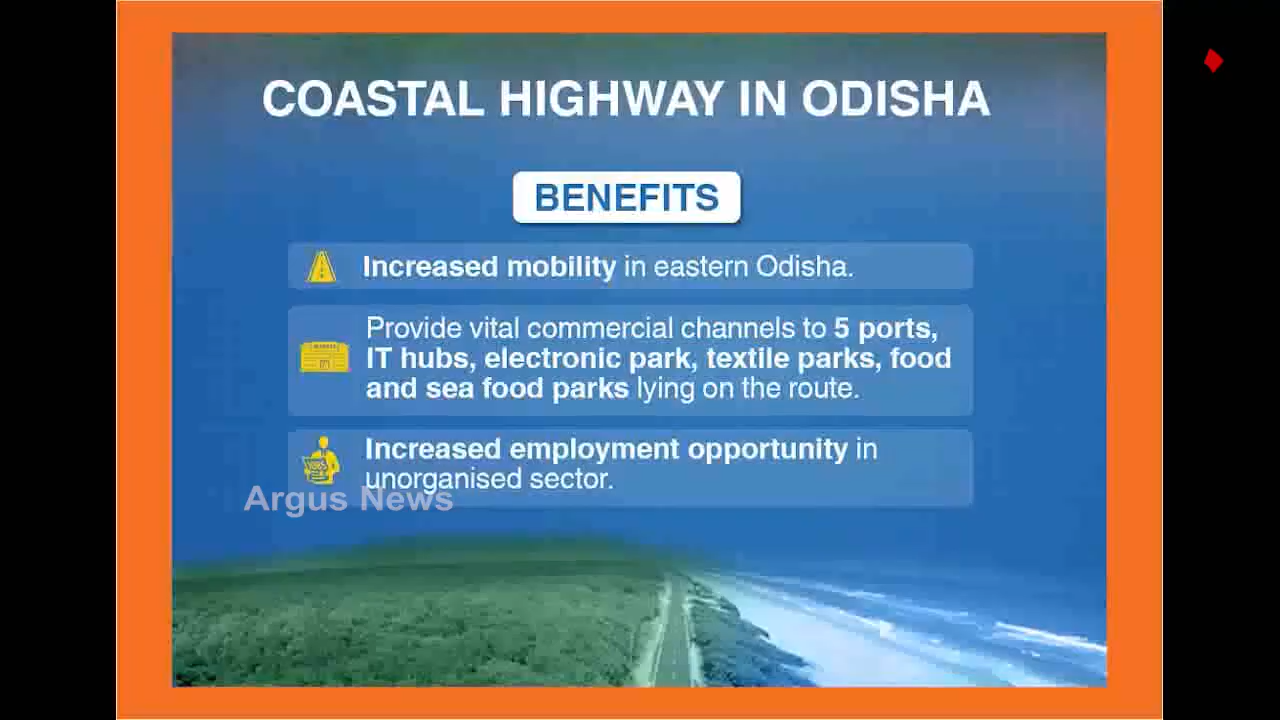 COASTAL HIGHWAY IN ODISHA
BENEFITS
Increased mobility in eastern Odisha.
Provide vital commercial channels to 5 ports,
IT hubs, electronic park, textile parks, food
and sea food parks lying on the route.
Increased employment opportunity in
unorganised sector.
JOBS
Argus News